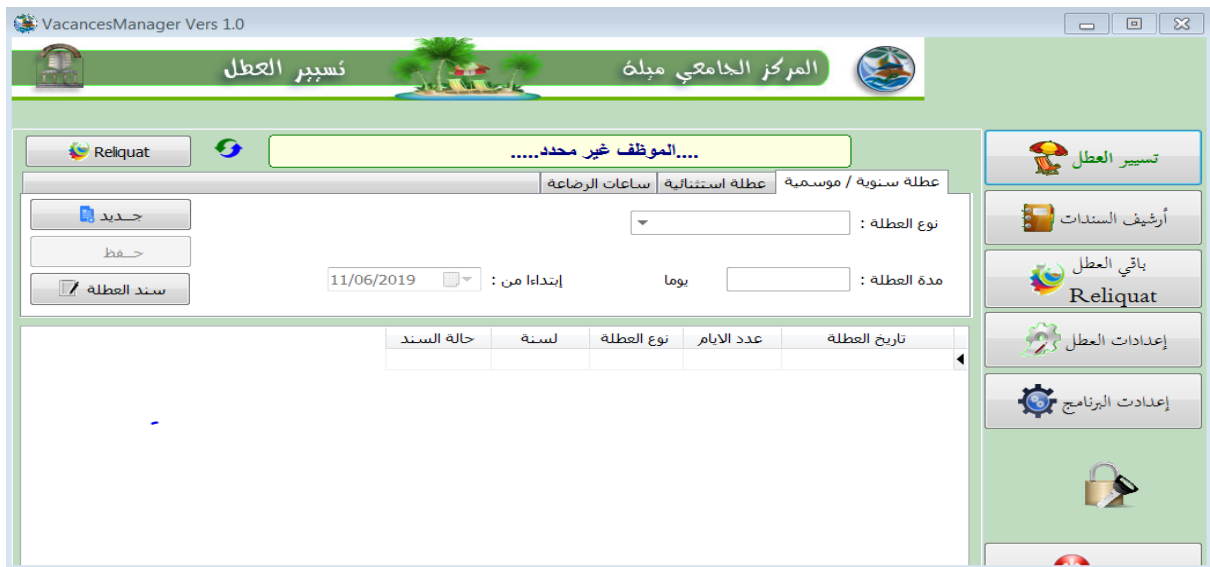 VacancesManager Vers 1.0
المركز الجامعي ميلة
تسيير العطل
تسيير العطل
أرشيف السندات
باقي العطل
Reliquat
إعدادات العطل
إعدادت البرنامج
....الموظف غير محدد.....
Reliquat
عطلة سنوية / موسمية
عطلة استثنائية
ساعات الرضاعة
نوع العطلة :
جــديد
حــفظ
مدة العطلة :
يوما
إبتداءا من :
11/06/2019
سند العطلة
تاريخ العطلة
عدد الايام
نوع العطلة
لسنة
حالة السند